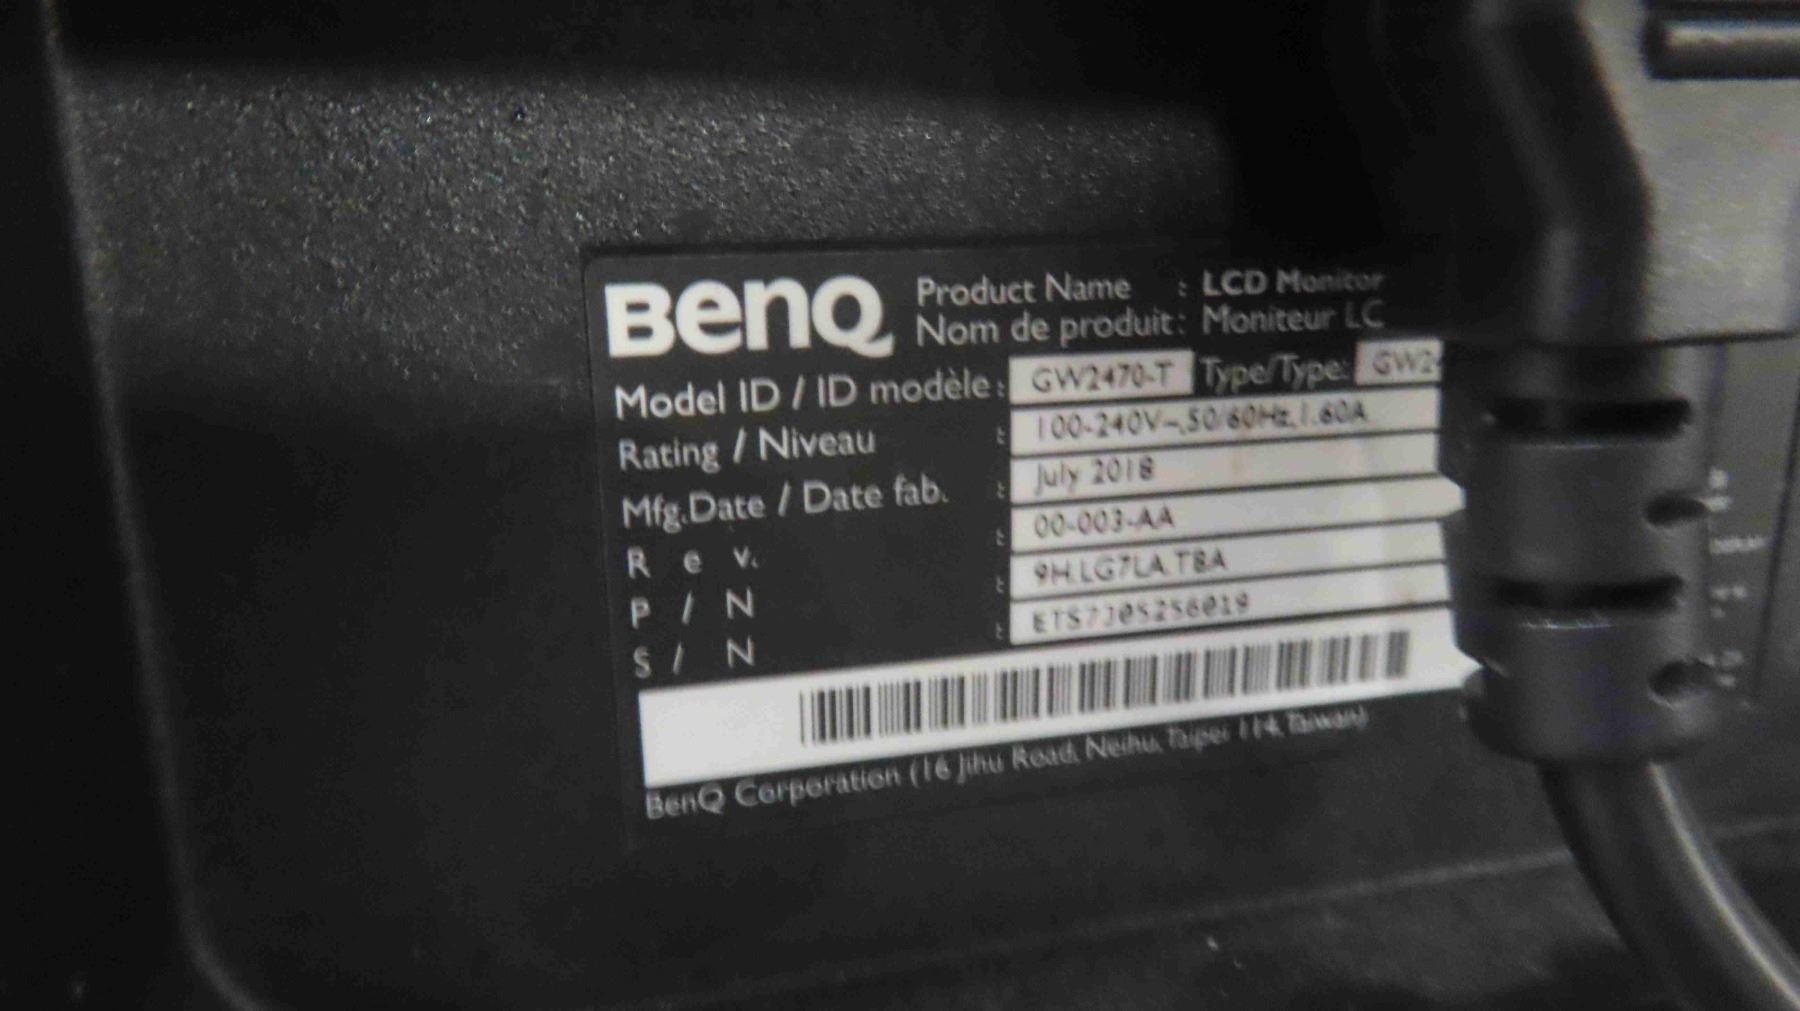 BenQ
Product Name : LCD Monitor
Nom de produit: Moniteur LC
Model ID / ID modèle: GW2470-T Type/Type: GW2
Rating / Niveau : 100-240V~,50/60Hz,1.60A
Mfg.Date / Date fab. : July 2018
R e v. : 00-003-AA
P / N : 9H.LG7LA.TBA
S / N : ETS7J05256019
BenQ Corporation (16 Jihu Road, Neihu, Taipei 114, Taiwan)